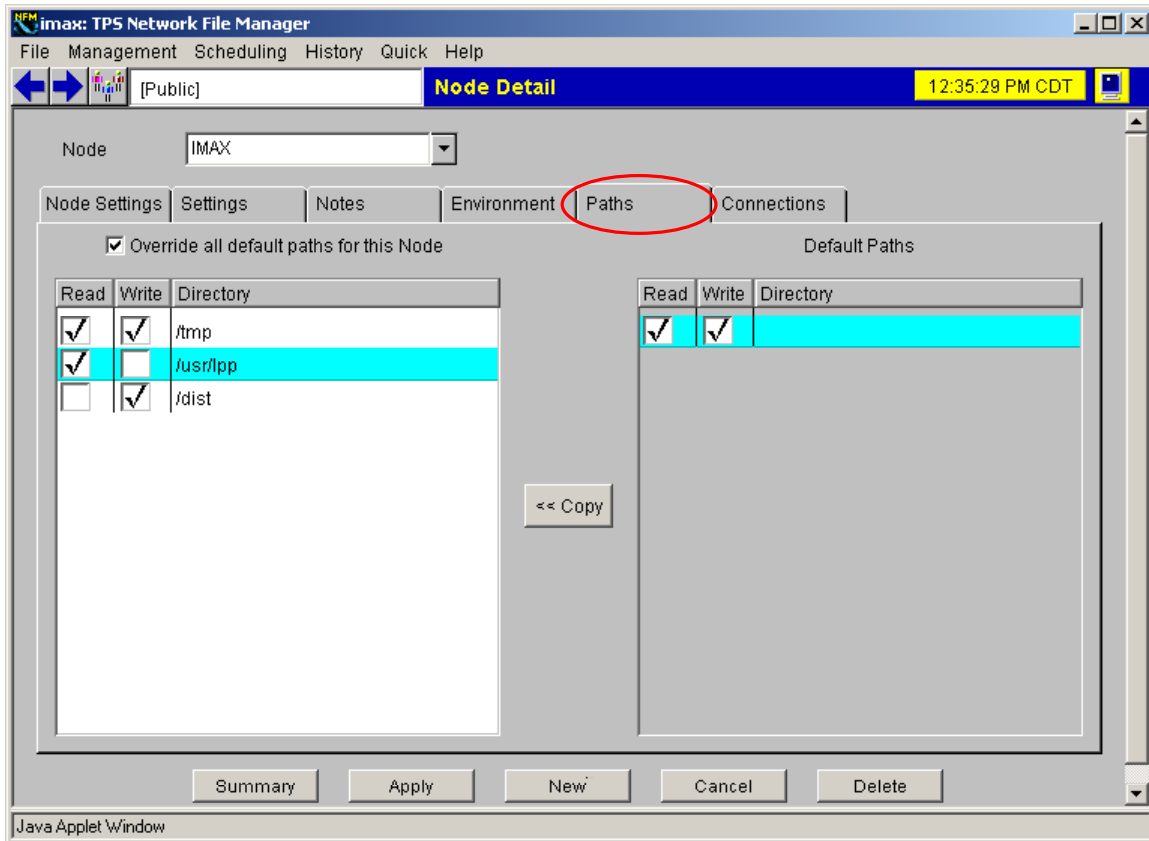 NFM imax: TPS Network File Manager
File Management Scheduling History Quick Help
[Public] Node Detail 12:35:29 PM CDT
Node IMAX
Node Settings Settings Notes Environment Paths Connections
Override all default paths for this Node Default Paths
Read Write Directory Read Write Directory
/tmp
/usr/lpp
/dist
<< Copy
Summary Apply New Cancel Delete
Java Applet Window